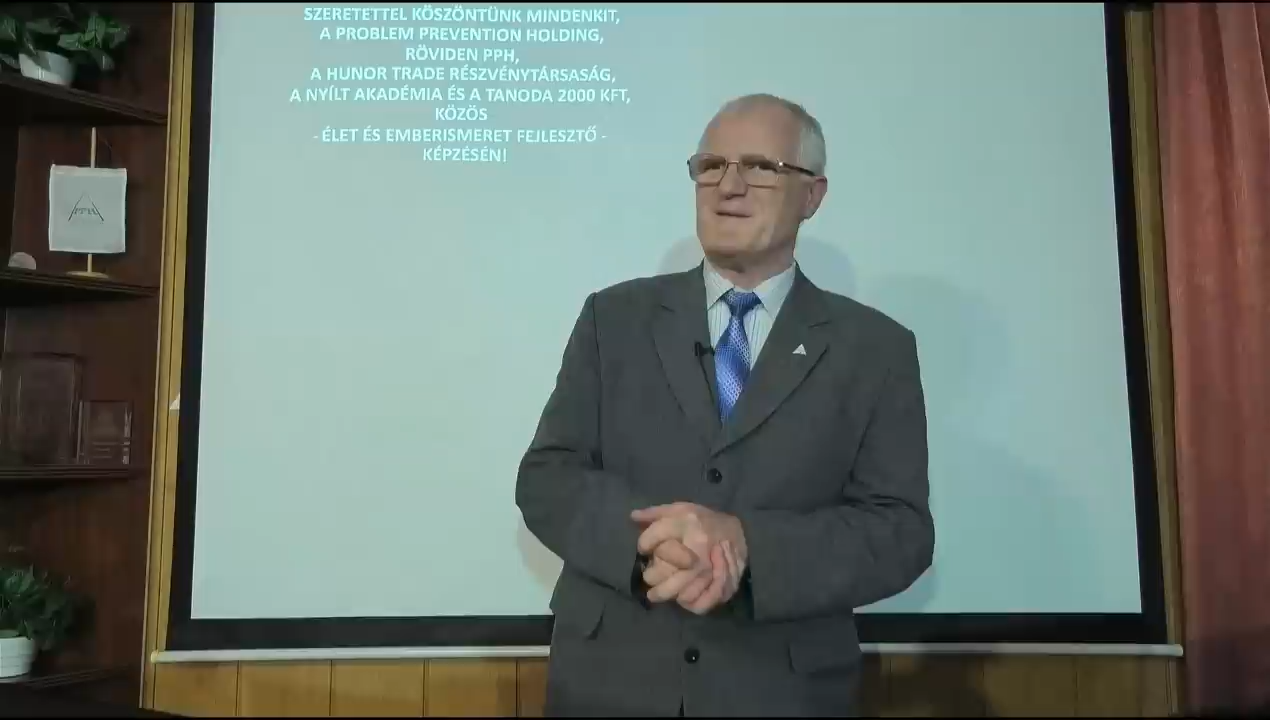 SZERETETTEL KÖSZÖNTÜNK MINDENKIT,
A PROBLEM PREVENTION HOLDING,
RÖVIDEN PPH,
A HUNOR TRADE RÉSZVÉNYTÁRSASÁG,
A NYÍLT AKADÉMIA ÉS A TANODA 2000 KFT,
KÖZÖS
- ÉLET ÉS EMBERISMERET FEJLESZTŐ -
KÉPZÉSÉN!